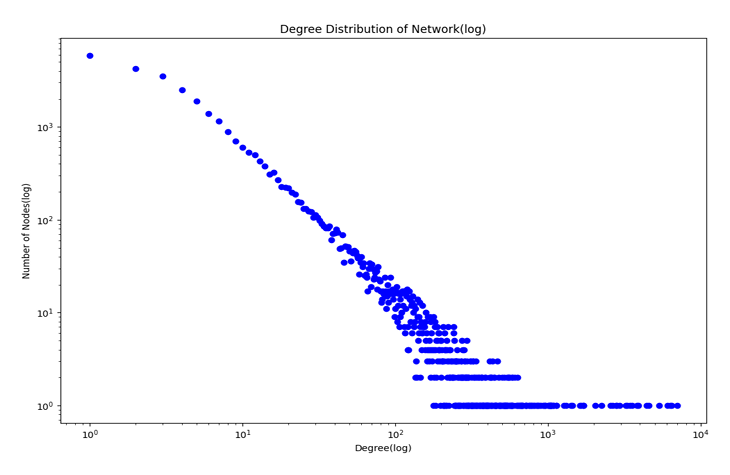 Degree Distribution of Network(log)
Number of Nodes(log)
10³
10²
10¹
10⁰
10⁰ 10¹ 10² 10³ 10⁴
Degree(log)